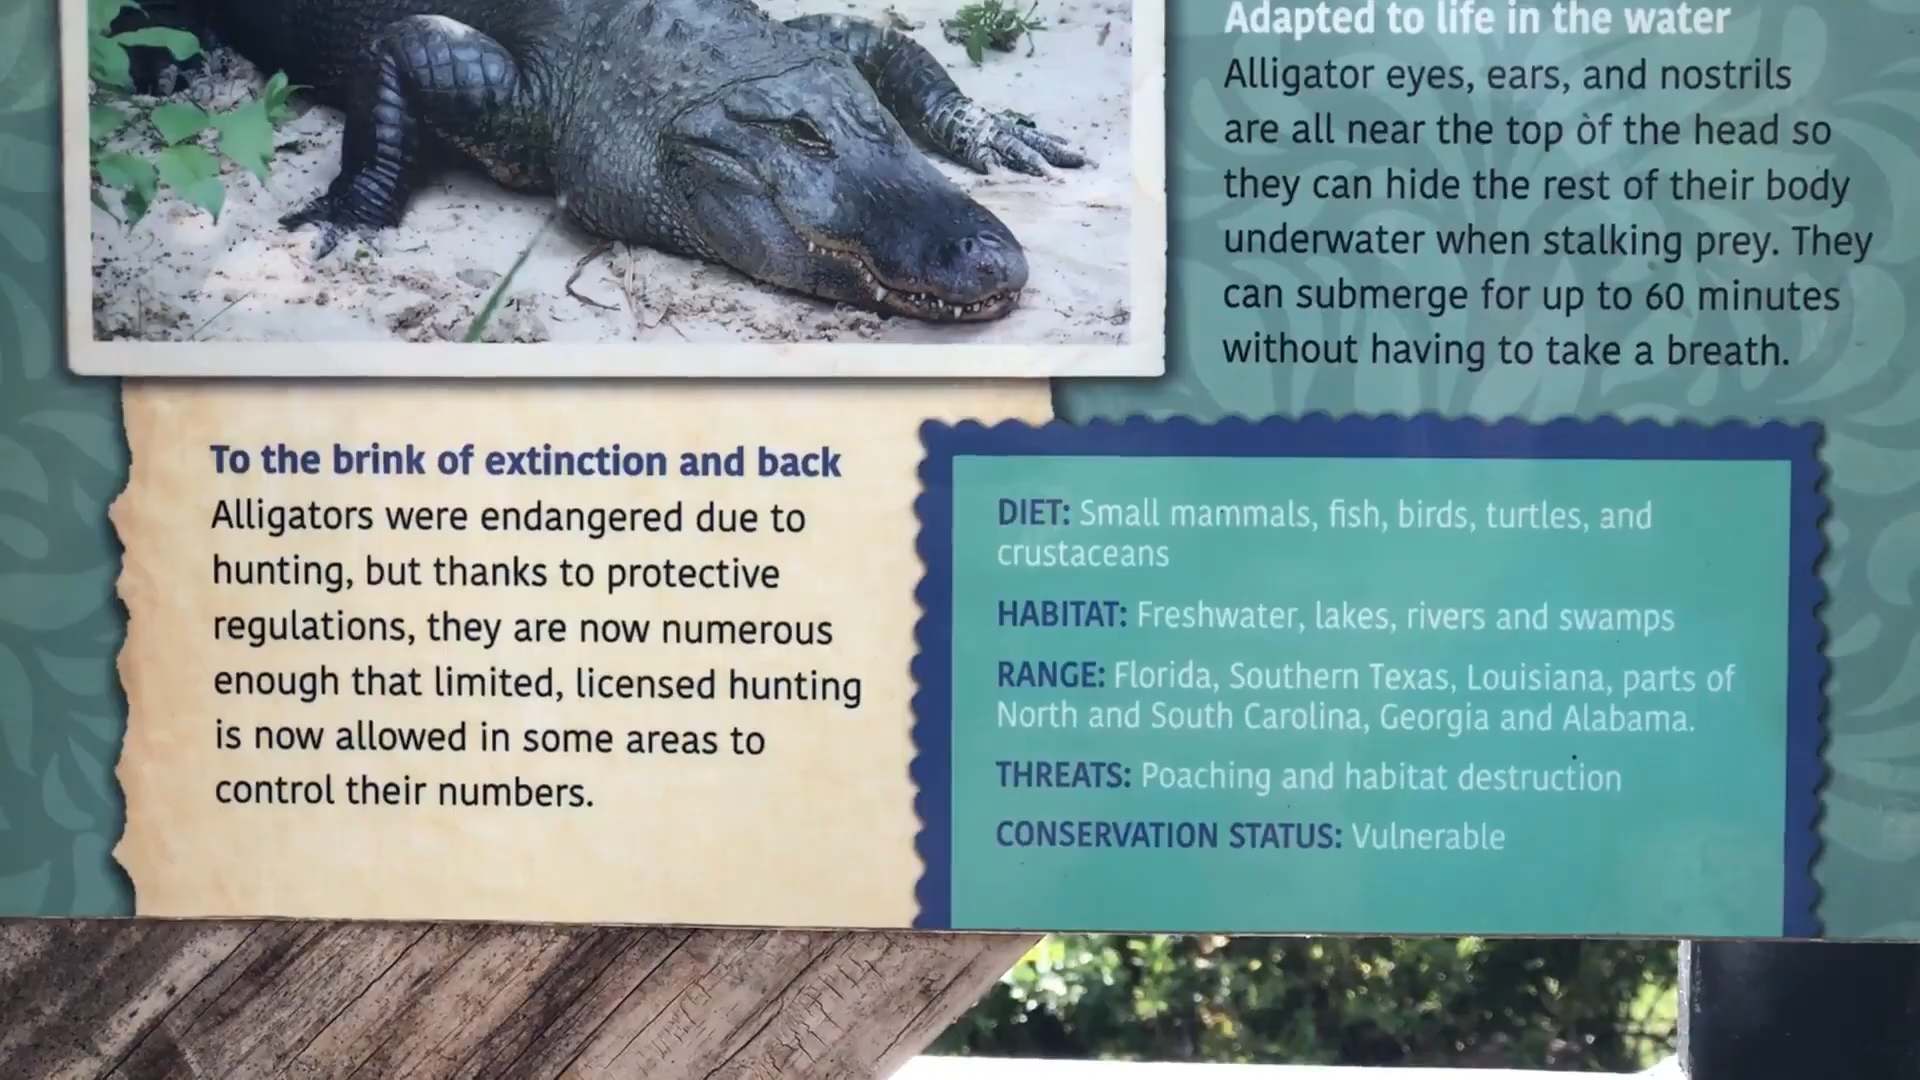 Adapted to life in the water
Alligator eyes, ears, and nostrils
are all near the top of the head so
they can hide the rest of their body
underwater when stalking prey. They
can submerge for up to 60 minutes
without having to take a breath.
To the brink of extinction and back
Alligators were endangered due to
hunting, but thanks to protective
regulations, they are now numerous
enough that limited, licensed hunting
is now allowed in some areas to
control their numbers.
DIET: Small mammals, fish, birds, turtles, and
crustaceans
HABITAT: Freshwater, lakes, rivers and swamps
RANGE: Florida, Southern Texas, Louisiana, parts of
North and South Carolina, Georgia and Alabama.
THREATS: Poaching and habitat destruction
CONSERVATION STATUS: Vulnerable